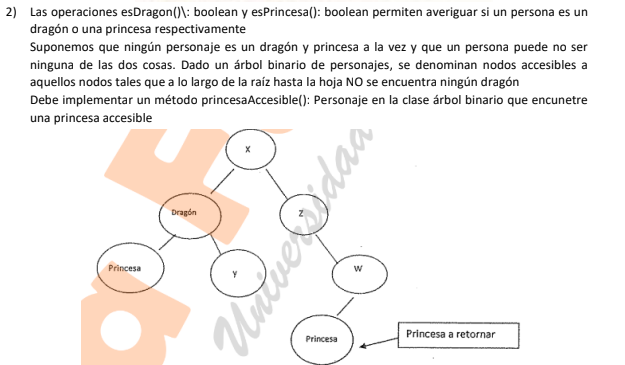 2) Las operaciones esDragon()\: boolean y esPrincesa(): boolean permiten averiguar si un persona es un
dragón o una princesa respectivamente
Suponemos que ningún personaje es un dragón y princesa a la vez y que un persona puede no ser
ninguna de las dos cosas. Dado un árbol binario de personajes, se denominan nodos accesibles a
aquellos nodos tales que a lo largo de la raíz hasta la hoja NO se encuentra ningún dragón
Debe implementar un método princesaAccesible(): Personaje en la clase árbol binario que encunetre
una princesa accesible
X
Dragón
Z
Princesa
Y
W
Princesa
Princesa a retornar
Universidad